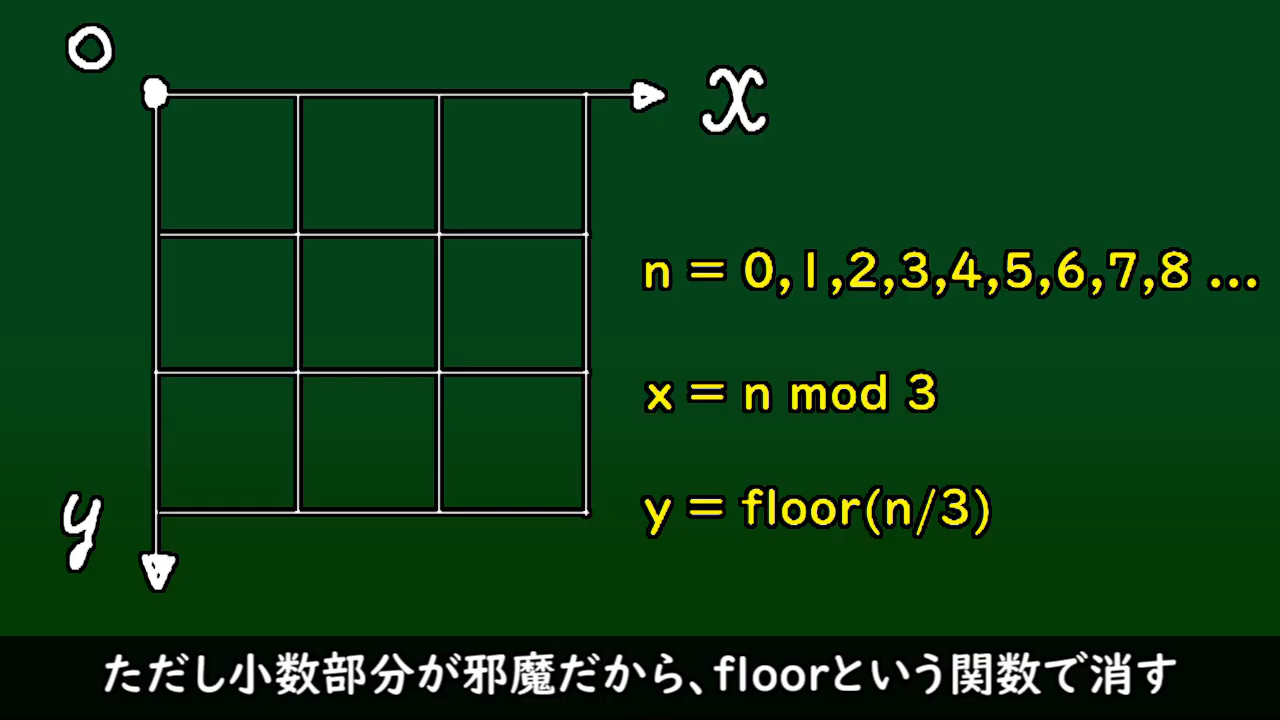 0
x
n = 0,1,2,3,4,5,6,7,8 ...
x = n mod 3
y = floor(n/3)
y
ただし小数部分が邪魔だから、floorという関数で消す